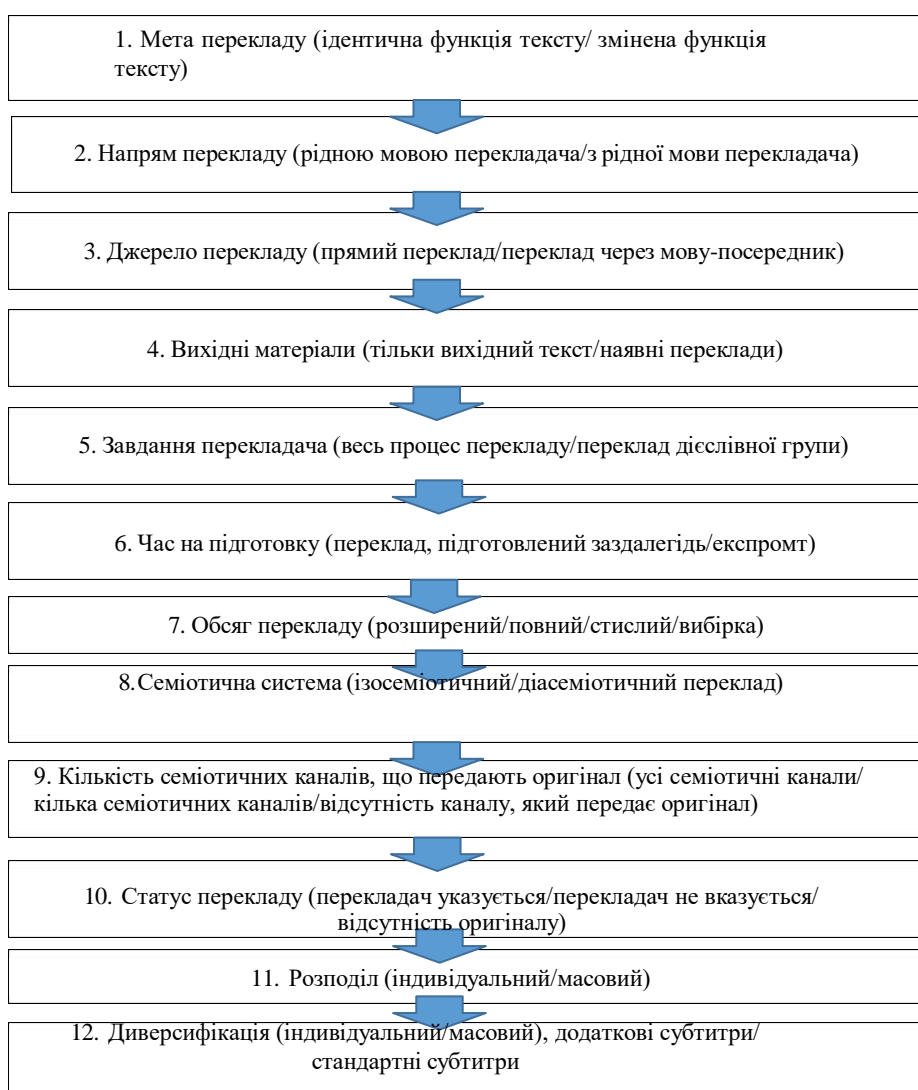 1. Мета перекладу (ідентична функція тексту/ змінена функція
тексту)
2. Напрям перекладу (рідною мовою перекладача/з рідної мови перекладача)
3. Джерело перекладу (прямий переклад/переклад через мову-посередник)
4. Вихідні матеріали (тільки вихідний текст/наявні переклади)
5. Завдання перекладача (весь процес перекладу/переклад дієслівної групи)
6. Час на підготовку (переклад, підготовлений заздалегідь/експромт)
7. Обсяг перекладу (розширений/повний/стислий/вибірка)
8.Семіотична система (ізосеміотичний/діасеміотичний переклад)
9. Кількість семіотичних каналів, що передають оригінал (усі семіотичні канали/
кілька семіотичних каналів/відсутність каналу, який передає оригінал)
10. Статус перекладу (перекладач указується/перекладач не вказується/
відсутність оригіналу)
11. Розподіл (індивідуальний/масовий)
12. Диверсифікація (індивідуальний/масовий), додаткові субтитри/
стандартні субтитри